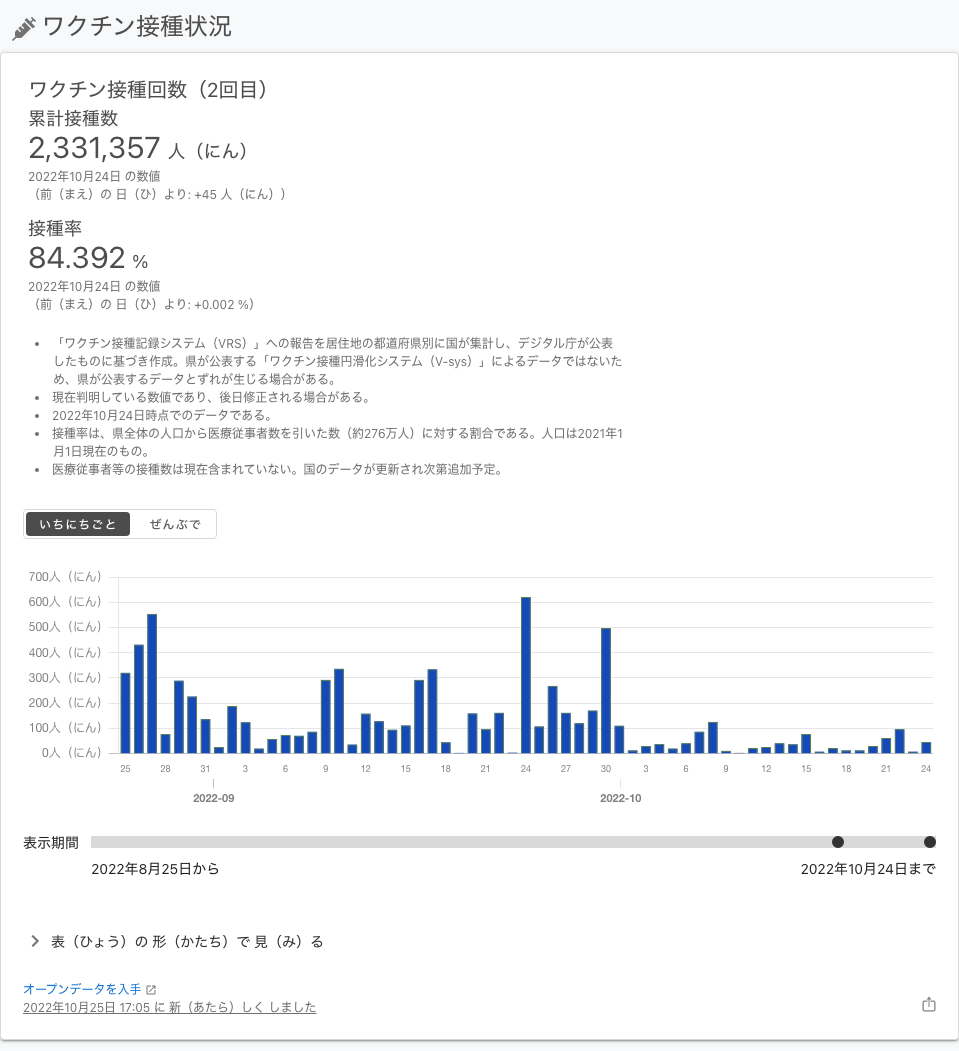 ワクチン接種状況
ワクチン接種回数（2回目）
累計接種数
2,331,357 人（にん）
2022年10月24日 の数値
（前（まえ）の 日（ひ）より: +45 人（にん））
接種率
84.392 %
2022年10月24日 の数値
（前（まえ）の 日（ひ）より: +0.002 %）
• 「ワクチン接種記録システム（VRS）」への報告を居住地の都道府県別に国が集計し、デジタル庁が公表
したものに基づき作成。県が公表する「ワクチン接種円滑化システム（V-sys）」によるデータではないた
め、県が公表するデータとずれが生じる場合がある。
• 現在判明している数値であり、後日修正される場合がある。
• 2022年10月24日時点でのデータである。
• 接種率は、県全体の人口から医療従事者数を引いた数（約276万人）に対する割合である。人口は2021年1
月1日現在のもの。
• 医療従事者等の接種数は現在含まれていない。国のデータが更新され次第追加予定。
いちにちごと ぜんぶで
700人（にん）
600人（にん）
500人（にん）
400人（にん）
300人（にん）
200人（にん）
100人（にん）
0人（にん）
25 28 31 3 6 9 12 15 18 21 24 27 30 3 6 9 12 15 18 21 24
2022-09 2022-10
表示期間
2022年8月25日から 2022年10月24日まで
表（ひょう）の 形（かたち）で 見（み）る
オープンデータを入手
2022年10月25日 17:05 に 新（あたら）しく しました